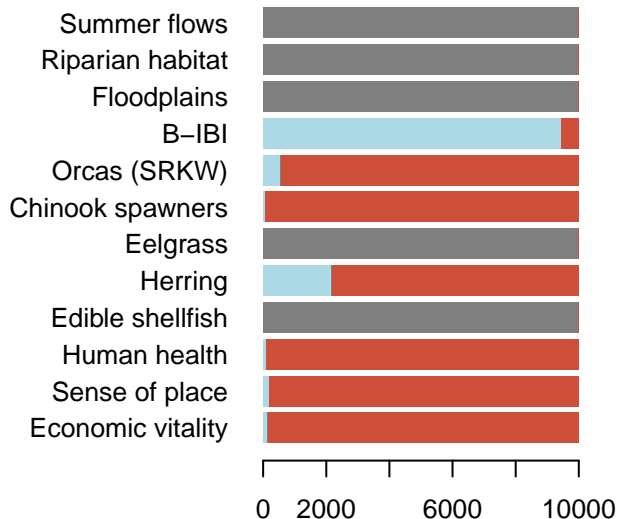 Summer flows
Riparian habitat
Floodplains
B−IBI
Orcas (SRKW)
Chinook spawners
Eelgrass
Herring
Edible shellfish
Human health
Sense of place
Economic vitality
0 2000 6000 10000